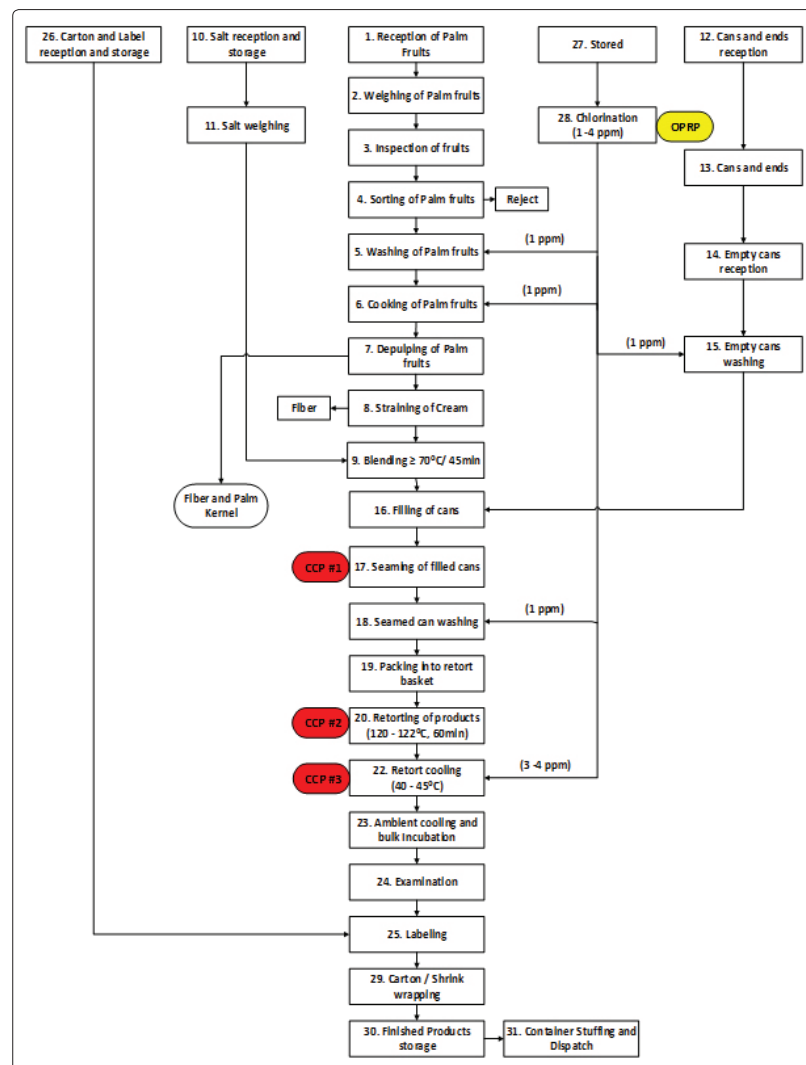 26. Carton and Label
reception and storage
10. Salt reception and
storage
1. Reception of Palm
Fruits
27. Stored
12. Cans and ends
reception
2. Weighing of Palm fruits
11. Salt weighing
28. Chlorination
(1 -4 ppm)
OPRP
3. Inspection of fruits
13. Cans and ends
4. Sorting of Palm fruits
Reject
5. Washing of Palm fruits
(1 ppm)
14. Empty cans
reception
6. Cooking of Palm fruits
(1 ppm)
7. Depulping of Palm
fruits
(1 ppm)
15. Empty cans
washing
Fiber
8. Straining of Cream
9. Blending ≥ 70⁰C/ 45min
Fiber and Palm
Kernel
16. Filling of cans
CCP #1
17. Seaming of filled cans
18. Seamed can washing
(1 ppm)
19. Packing into retort
basket
CCP #2
20. Retorting of products
(120 - 122⁰C, 60min)
CCP #3
22. Retort cooling
(40 - 45⁰C)
(3 -4 ppm)
23. Ambient cooling and
bulk Incubation
24. Examination
25. Labeling
29. Carton / Shrink
wrapping
30. Finished Products
storage
31. Container Stuffing and
Dispatch